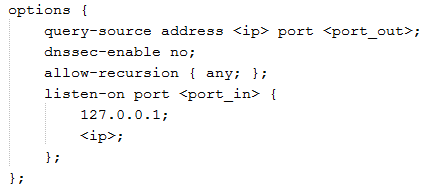 options {
    query-source address <ip> port <port_out>;
    dnssec-enable no;
    allow-recursion { any; };
    listen-on port <port_in> {
        127.0.0.1;
        <ip>;
    };
};